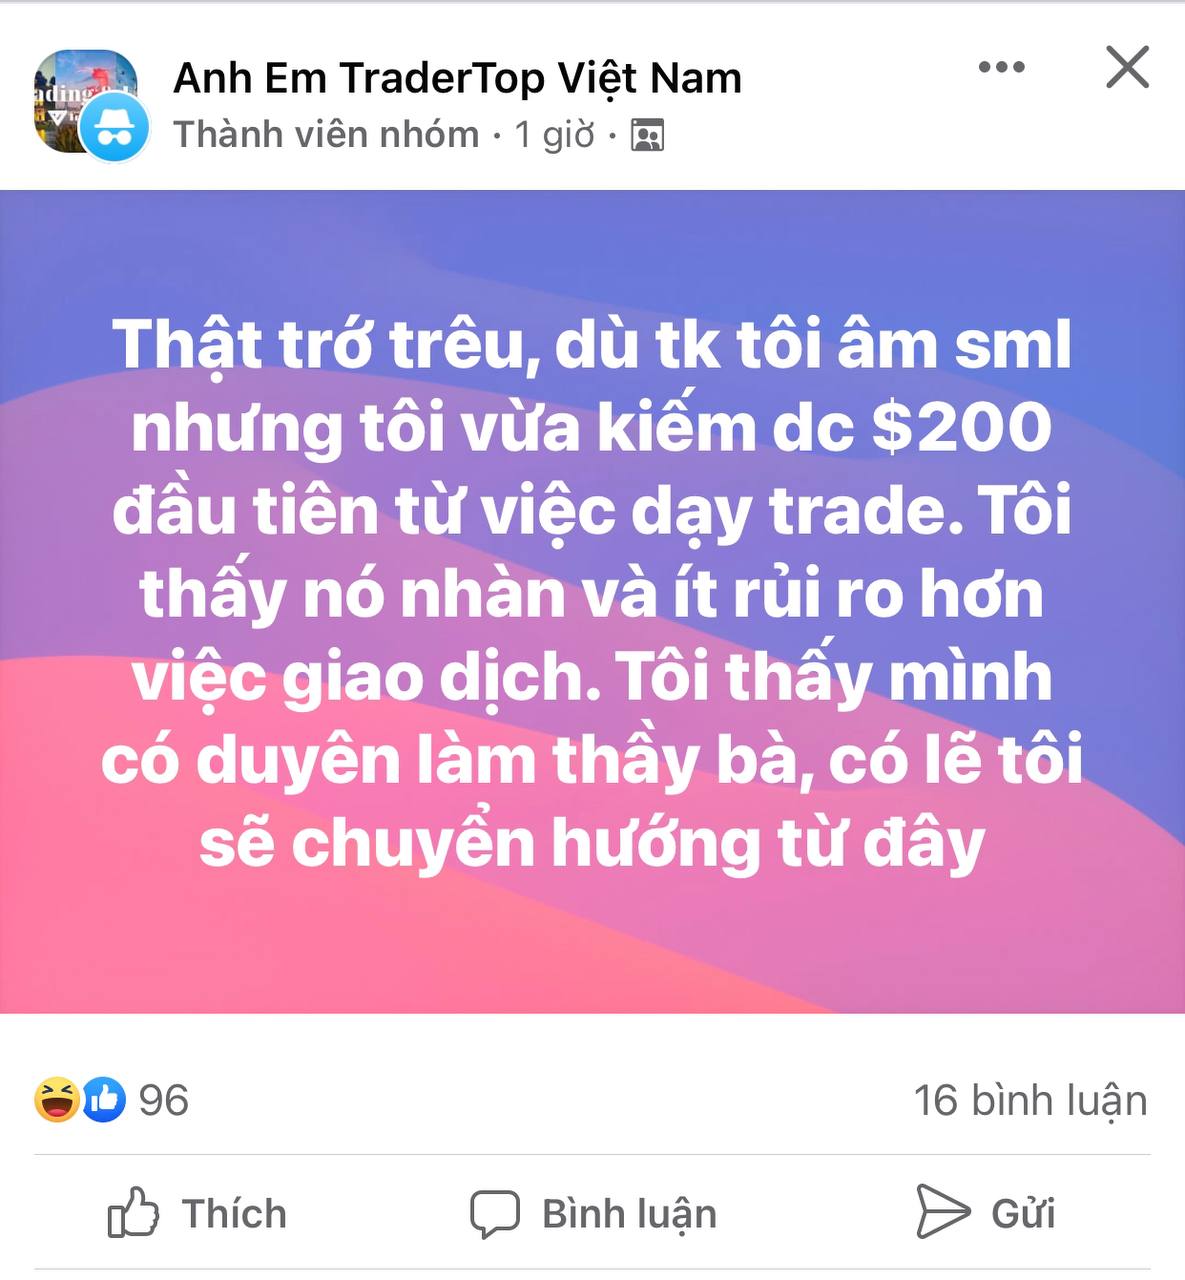 Anh Em TraderTop Việt Nam
Thành viên nhóm · 1 giờ ·
Thật trớ trêu, dù tk tôi âm sml
nhưng tôi vừa kiếm dc $200
đầu tiên từ việc dạy trade. Tôi
thấy nó nhàn và ít rủi ro hơn
việc giao dịch. Tôi thấy mình
có duyên làm thầy bà, có lẽ tôi
sẽ chuyển hướng từ đây
96
16 bình luận
Thích
Bình luận
Gửi